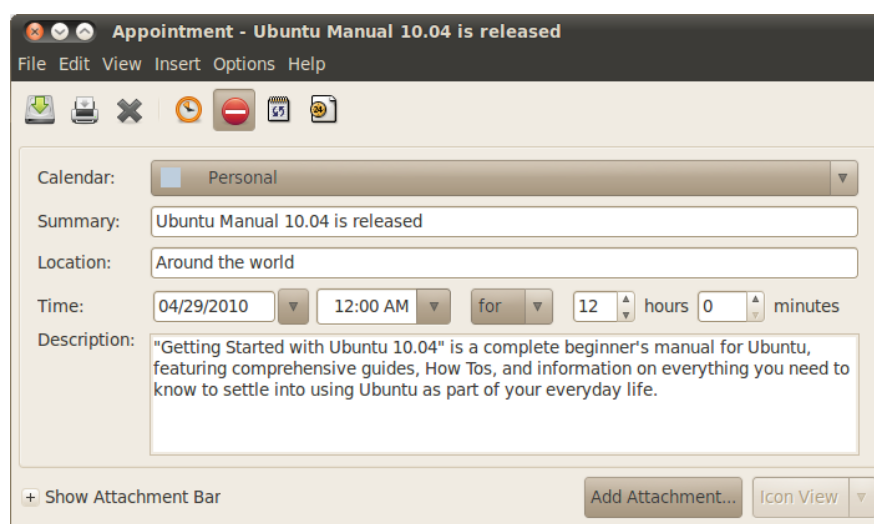 Appointment - Ubuntu Manual 10.04 is released
File Edit View Insert Options Help
24
Calendar: Personal
Summary: Ubuntu Manual 10.04 is released
Location: Around the world
Time: 04/29/2010 12:00 AM for 12 hours 0 minutes
Description: "Getting Started with Ubuntu 10.04" is a complete beginner's manual for Ubuntu,
featuring comprehensive guides, How Tos, and information on everything you need to
know to settle into using Ubuntu as part of your everyday life.
Show Attachment Bar Add Attachment... Icon View